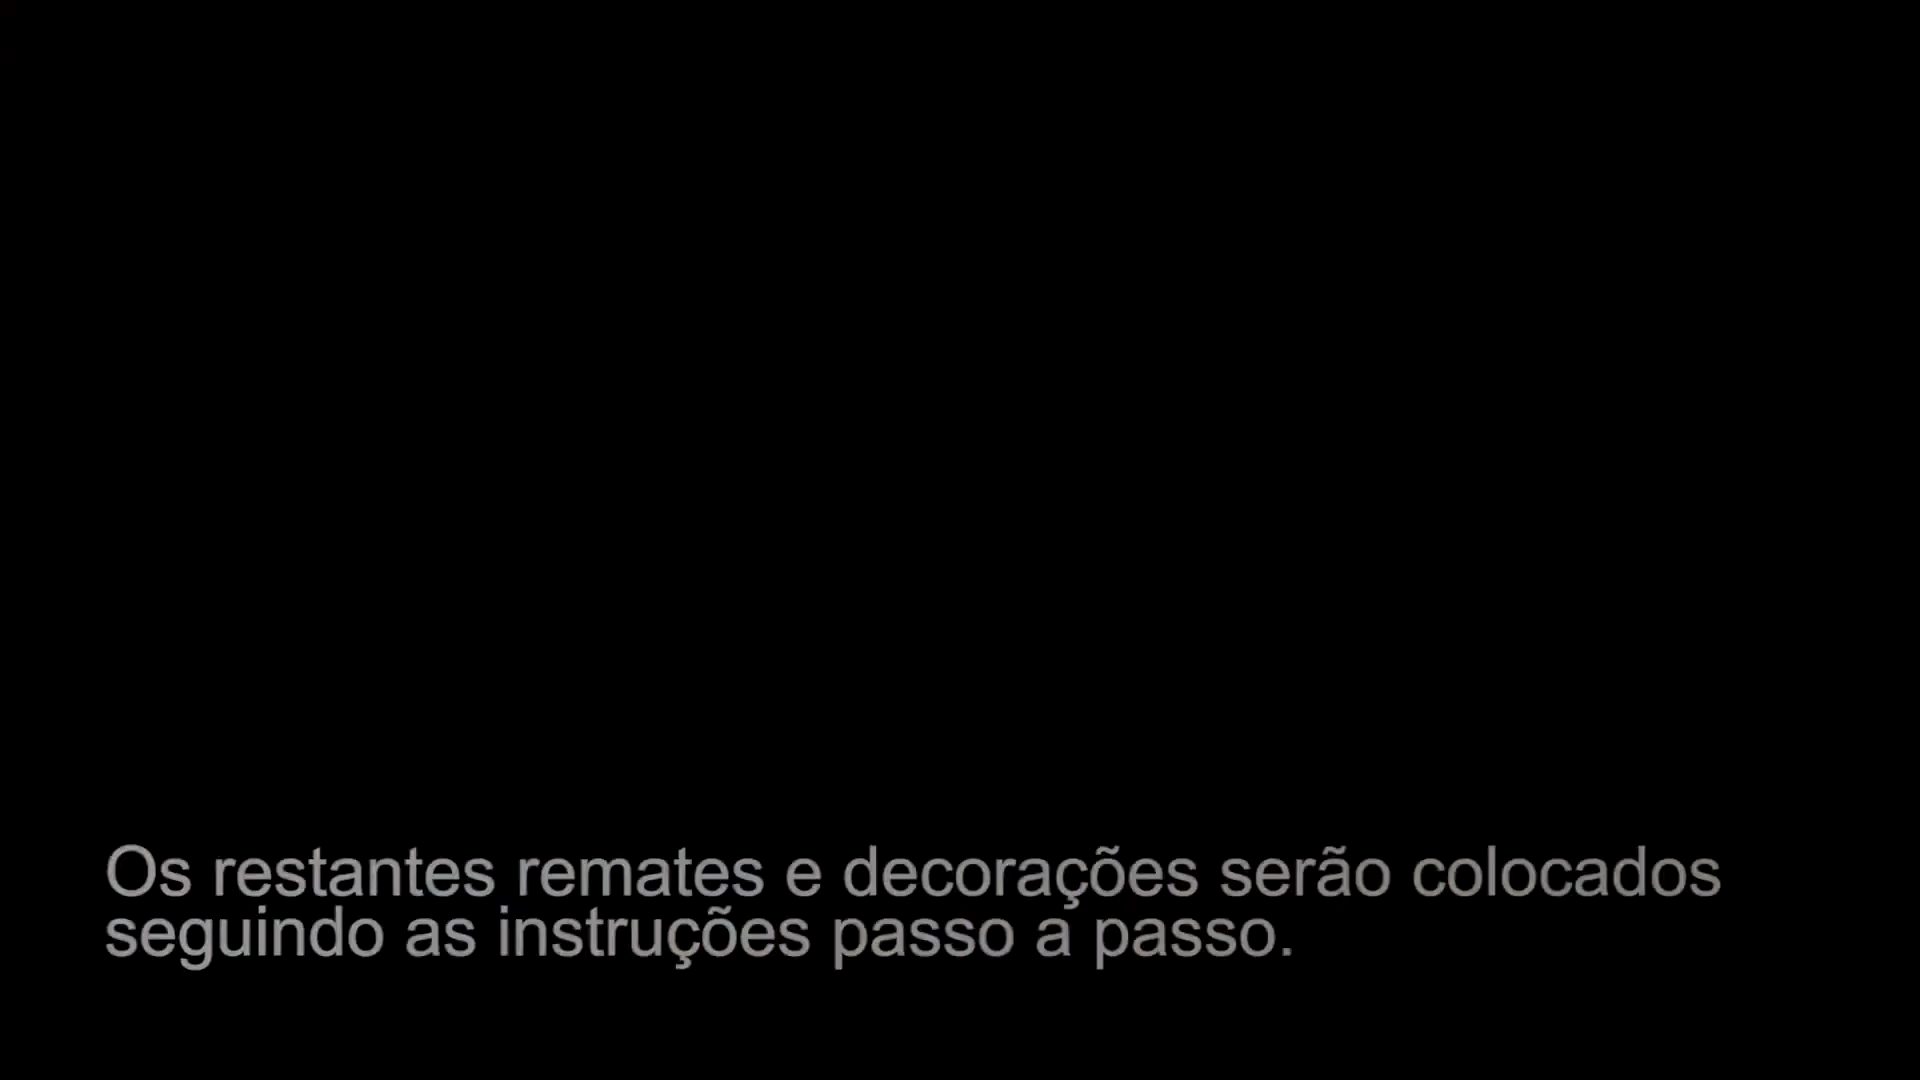 Os restantes remates e decorações serão colocados
seguindo as instruções passo a passo.